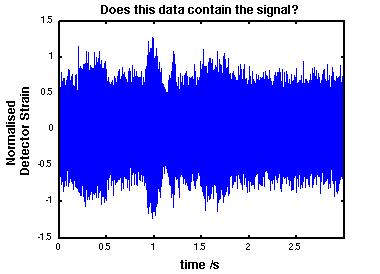 Does this data contain the signal?
1.5
1
0.5
0
-0.5
-1
-1.5
Normalised
Detector Strain
0 0.5 1 1.5 2 2.5
time /s